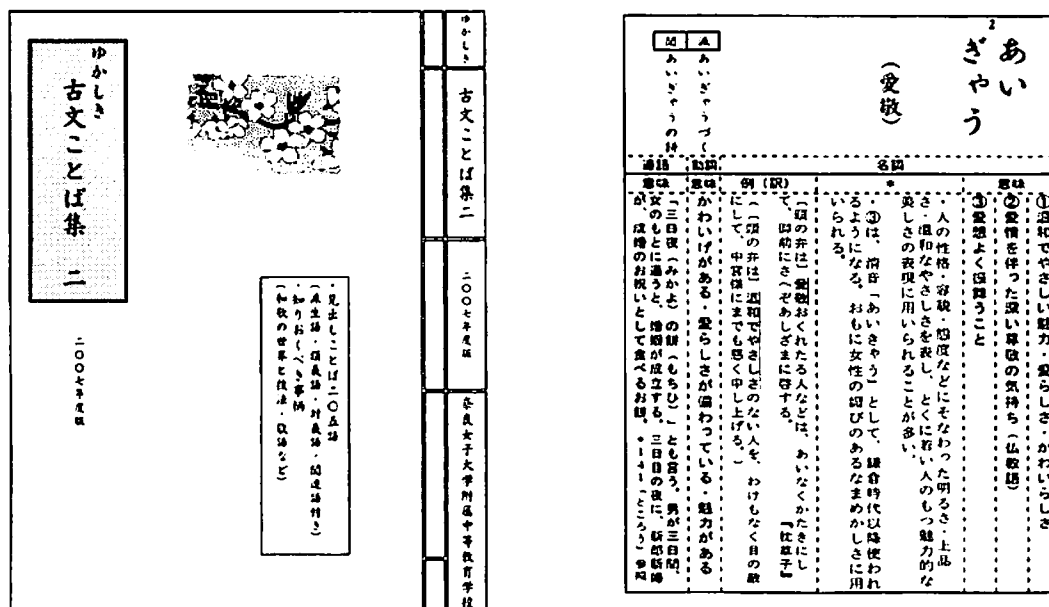 ゆかしき
古文ことば集 二
二〇〇七年度版
・見出しことば二〇五語
(派生語・類義語・対義語・関連語付き)
・知りおくべき事柄
(和歌の世界と技法・敬語など)
ゆかしき
古文ことば集 二
二〇〇七年度版
奈良女子大学附属中等教育学校
2
あい
ぎやう
(愛敬)
名詞
意味
①温和でやさしい魅力・愛らしさ・かわいらしさ
②愛情を伴った深い尊敬の気持ち(仏教語)
③愛想よく振舞うこと
*
・人の性格・容貌・態度などにそなわった明るさ・上品
さ・温和なやさしさを表し、とくに若い人のもつ魅力的な
美しさの表現に用いられることが多い。
・③は、清音「あいきゃう」として、鎌倉時代以降使われ
るようになる。おもに女性の媚びのあるなまめかしさに用
いられる。
例(訳)
[頭の弁は]愛敬おくれたる人などは、あいなくかたきにし
て、御前にさへぞあしざまに啓する。
『枕草子』
([頭の弁は]温和でやさしさのない人を、わけもなく目の敵
にして、中宮様にまでも悪く申し上げる。)
派
あいぎやうづく
動詞
意味
かわいげがある・愛らしさが備わっている・魅力がある
関
あいぎやうの餅
連語
意味
「三日夜(みかよ)の餅(もちひ)」とも言う。男が三日間、
女のもとに通うと、婚姻が成立する。三日目の夜に、新郎新婦
が、成婚のお祝いとして食べるお餅。